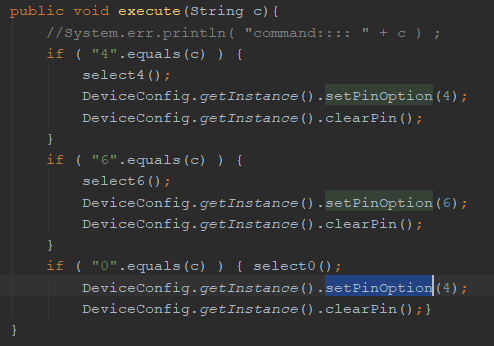 public void execute(String c){
//System.err.println( "command:::: " + c ) ;
if ( "4".equals(c) ) {
select4();
DeviceConfig.getInstance().setPinOption(4);
DeviceConfig.getInstance().clearPin();
}
if ( "6".equals(c) ) {
select6();
DeviceConfig.getInstance().setPinOption(6);
DeviceConfig.getInstance().clearPin();
}
if ( "0".equals(c) ) { select0();
DeviceConfig.getInstance().setPinOption(4);
DeviceConfig.getInstance().clearPin();}
}